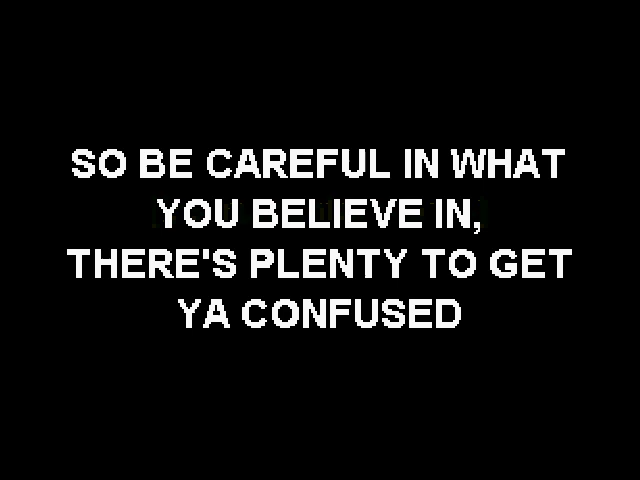 SO BE CAREFUL IN WHAT
YOU BELIEVE IN,
THERE'S PLENTY TO GET
YA CONFUSED